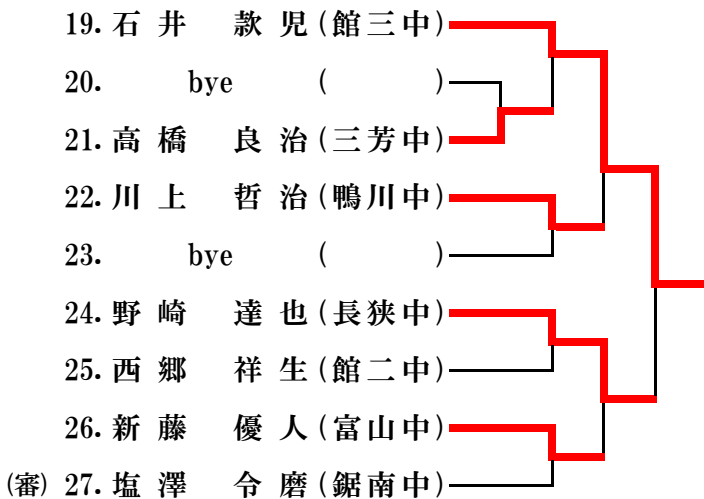 19. 石井 款児 (館三中)
20. bye ( )
21. 高橋 良治 (三芳中)
22. 川上 哲治 (鴨川中)
23. bye ( )
24. 野崎 達也 (長狭中)
25. 西郷 祥生 (館二中)
26. 新藤 優人 (富山中)
(審) 27. 塩澤 令磨 (鋸南中)